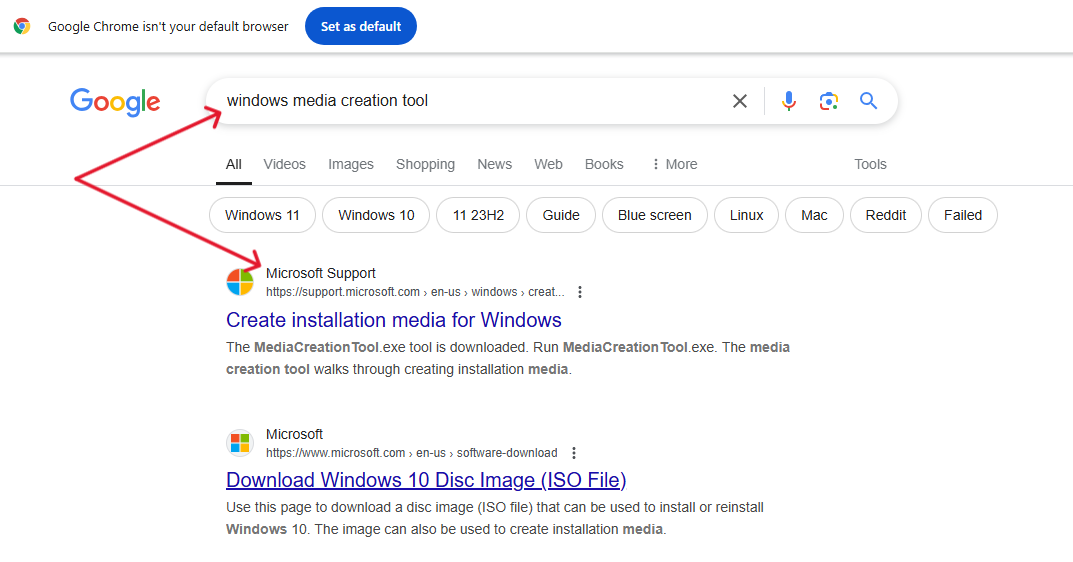 Google Chrome isn't your default browser
Set as default
Google
windows media creation tool
All
Videos
Images
Shopping
News
Web
Books
More
Tools
Windows 11
Windows 10
11 23H2
Guide
Blue screen
Linux
Mac
Reddit
Failed
Microsoft Support
https://support.microsoft.com › en-us › windows › creat...
Create installation media for Windows
The MediaCreationTool.exe tool is downloaded. Run MediaCreationTool.exe. The media
creation tool walks through creating installation media.
Microsoft
https://www.microsoft.com › en-us › software-download
Download Windows 10 Disc Image (ISO File)
Use this page to download a disc image (ISO file) that can be used to install or reinstall
Windows 10. The image can also be used to create installation media.